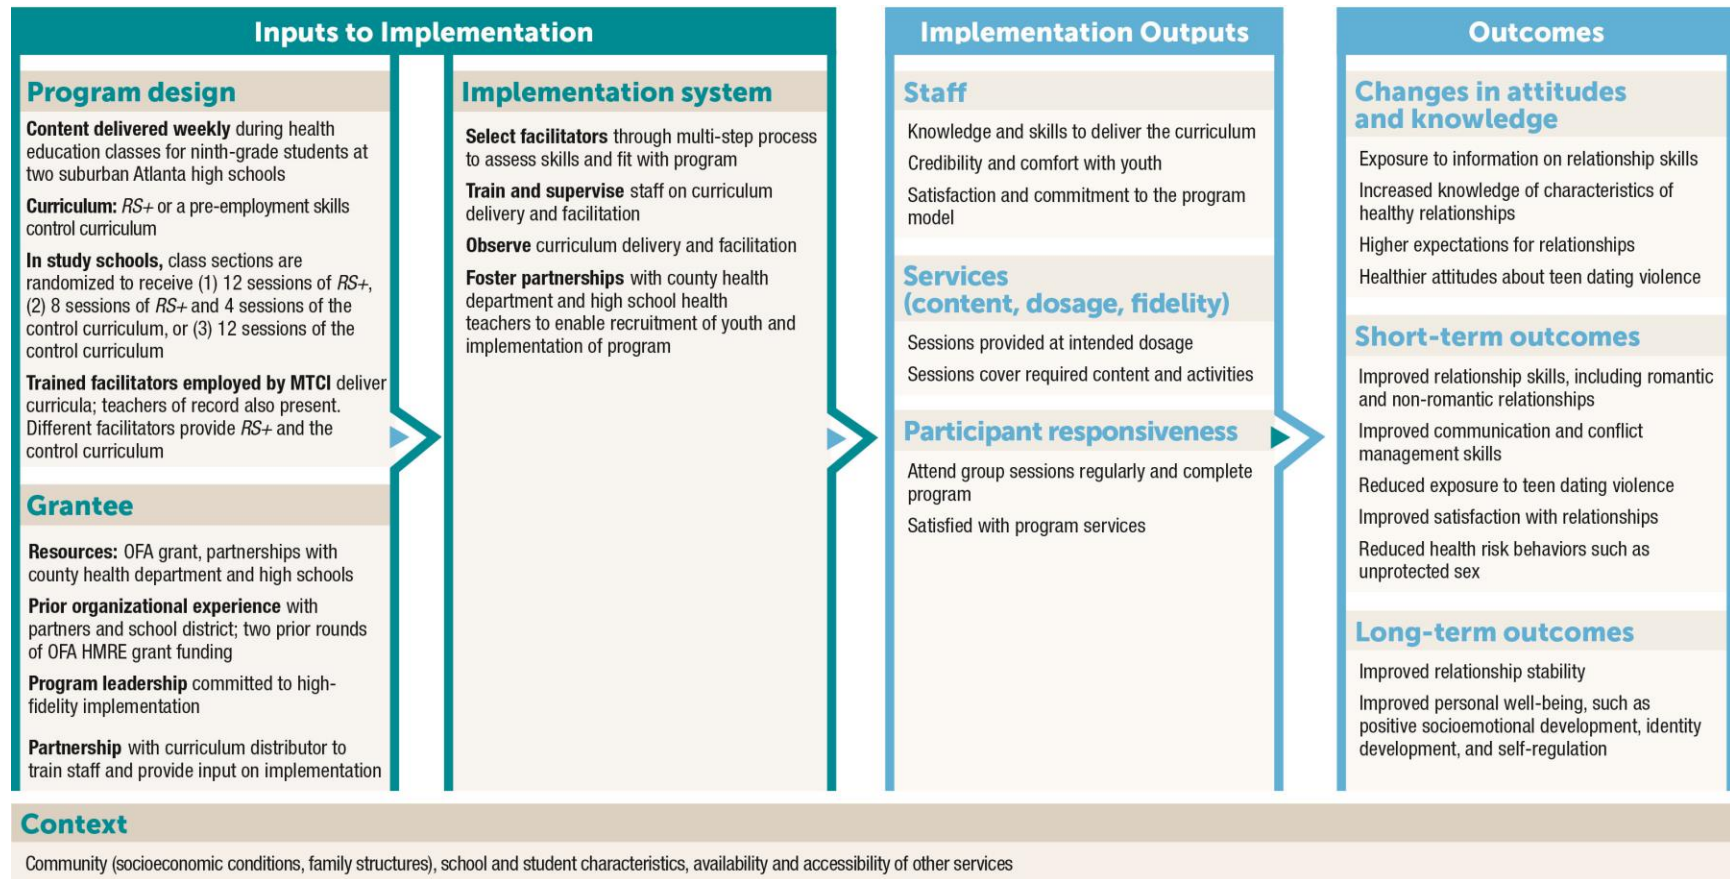 Inputs to Implementation
Program design
Content delivered weekly during health
education classes for ninth-grade students at
two suburban Atlanta high schools
Curriculum: RS+ or a pre-employment skills
control curriculum
In study schools, class sections are
randomized to receive (1) 12 sessions of RS+,
(2) 8 sessions of RS+ and 4 sessions of the
control curriculum, or (3) 12 sessions of the
control curriculum
Trained facilitators employed by MTCI deliver
curricula; teachers of record also present.
Different facilitators provide RS+ and the
control curriculum
Grantee
Resources: OFA grant, partnerships with
county health department and high schools
Prior organizational experience with
partners and school district; two prior rounds
of OFA HMRE grant funding
Program leadership committed to high-
fidelity implementation
Partnership with curriculum distributor to
train staff and provide input on implementation
Implementation system
Select facilitators through multi-step process
to assess skills and fit with program
Train and supervise staff on curriculum
delivery and facilitation
Observe curriculum delivery and facilitation
Foster partnerships with county health
department and high school health
teachers to enable recruitment of youth and
implementation of program
Implementation Outputs
Staff
Knowledge and skills to deliver the curriculum
Credibility and comfort with youth
Satisfaction and commitment to the program
model
Services
(content, dosage, fidelity)
Sessions provided at intended dosage
Sessions cover required content and activities
Participant responsiveness
Attend group sessions regularly and complete
program
Satisfied with program services
Outcomes
Changes in attitudes
and knowledge
Exposure to information on relationship skills
Increased knowledge of characteristics of
healthy relationships
Higher expectations for relationships
Healthier attitudes about teen dating violence
Short-term outcomes
Improved relationship skills, including romantic
and non-romantic relationships
Improved communication and conflict
management skills
Reduced exposure to teen dating violence
Improved satisfaction with relationships
Reduced health risk behaviors such as
unprotected sex
Long-term outcomes
Improved relationship stability
Improved personal well-being, such as
positive socioemotional development, identity
development, and self-regulation
Context
Community (socioeconomic conditions, family structures), school and student characteristics, availability and accessibility of other services